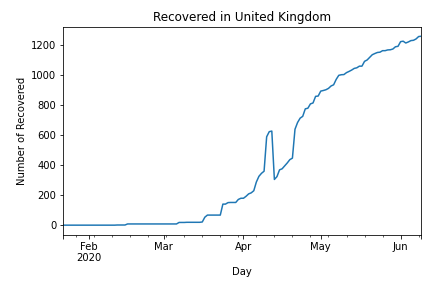 Recovered in United Kingdom
Number of Recovered
1200
1000
800
600
400
200
0
Feb
2020
Mar
Apr
May
Jun
Day